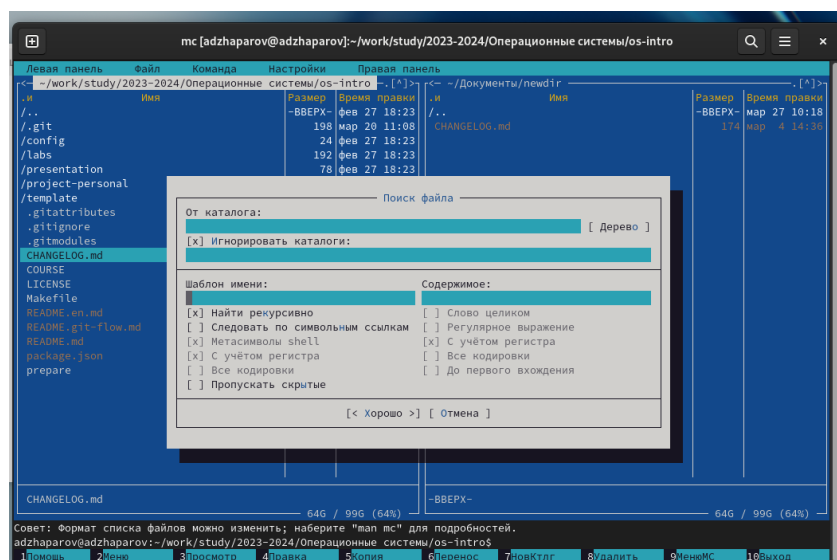 mc [adzhaparov@adzhaparov]:~/work/study/2023-2024/Операционные системы/os-intro
Левая панель Файл Команда Настройки Правая панель
<— ~/work/study/2023-2024/Операционные системы/os-intro —.[^]> <— ~/Документы/newdir —.[^]>
.и Имя Размер Время правки .и Имя Размер Время правки
/.. -ВВЕРХ- фев 27 18:23 /.. -ВВЕРХ- мар 27 10:18
/.git 198 мар 20 11:08 CHANGELOG.md 174 мар 4 14:36
/config 24 фев 27 18:23
/labs 192 фев 27 18:23
/presentation 78 фев 27 18:23
/project-personal
/template
.gitattributes
.gitignore
.gitmodules
CHANGELOG.md
COURSE
LICENSE
Makefile
README.en.md
README.git-flow.md
README.md
package.json
prepare
Поиск файла
От каталога:
[ Дерево ]
[x] Игнорировать каталоги:
Шаблон имени: Содержимое:
[x] Найти рекурсивно [ ] Слово целиком
[ ] Следовать по символьным ссылкам [ ] Регулярное выражение
[x] Метасимволы shell [x] С учётом регистра
[x] С учётом регистра [ ] Все кодировки
[ ] Все кодировки [ ] До первого вхождения
[ ] Пропускать скрытые
[< Хорошо >] [ Отмена ]
CHANGELOG.md -ВВЕРХ-
64G / 99G (64%) 64G / 99G (64%)
Совет: Формат списка файлов можно изменить; наберите "man mc" для подробностей.
adzhaparov@adzhaparov:~/work/study/2023-2024/Операционные системы/os-intro$
1Помощь 2Меню 3Просмотр 4Правка 5Копия 6Перенос 7НовКтлг 8Удалить 9МенюМС 10Выход